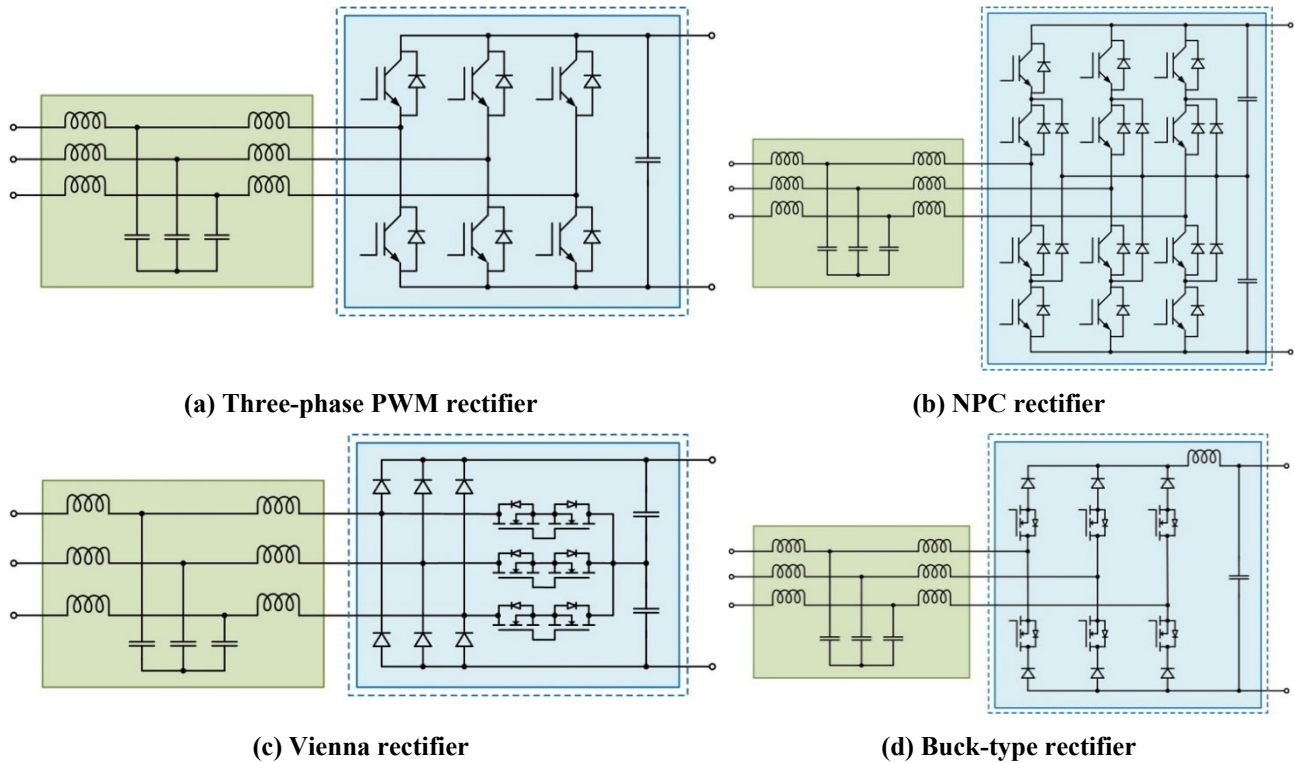 (a) Three-phase PWM rectifier
(b) NPC rectifier
(c) Vienna rectifier
(d) Buck-type rectifier